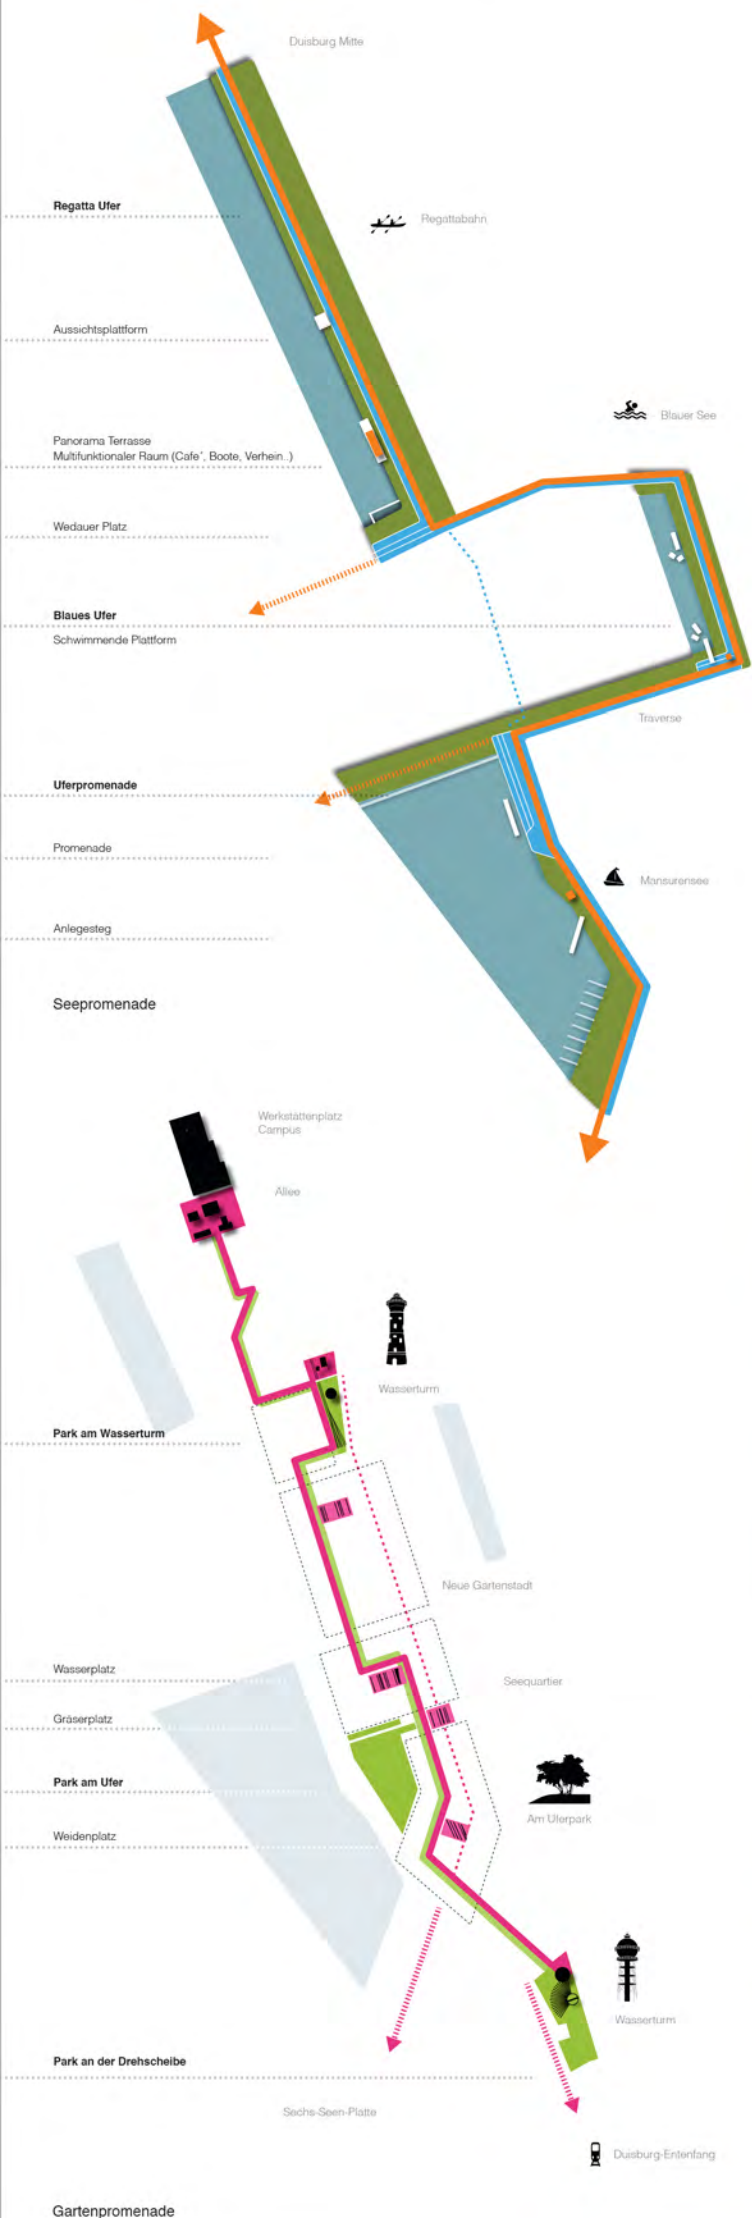 Duisburg Mitte
Regatta Ufer
Regattabahn
Aussichtsplattform
Blauer See
Panorama Terrasse
Multifunktionaler Raum (Cafe´, Boote, Verhein..)
Wedauer Platz
Blaues Ufer
Schwimmende Plattform
Traverse
Uferpromenade
Promenade
Mansurensee
Anlegesteg
Seepromenade
Werkstättenplatz
Campus
Allee
Wasserturm
Park am Wasserturm
Neue Gartenstadt
Wasserplatz
Seequartier
Gräserplatz
Park am Ufer
Am Uferpark
Weidenplatz
Wasserturm
Park an der Drehscheibe
Sechs-Seen-Platte
Duisburg-Entenfang
Gartenpromenade